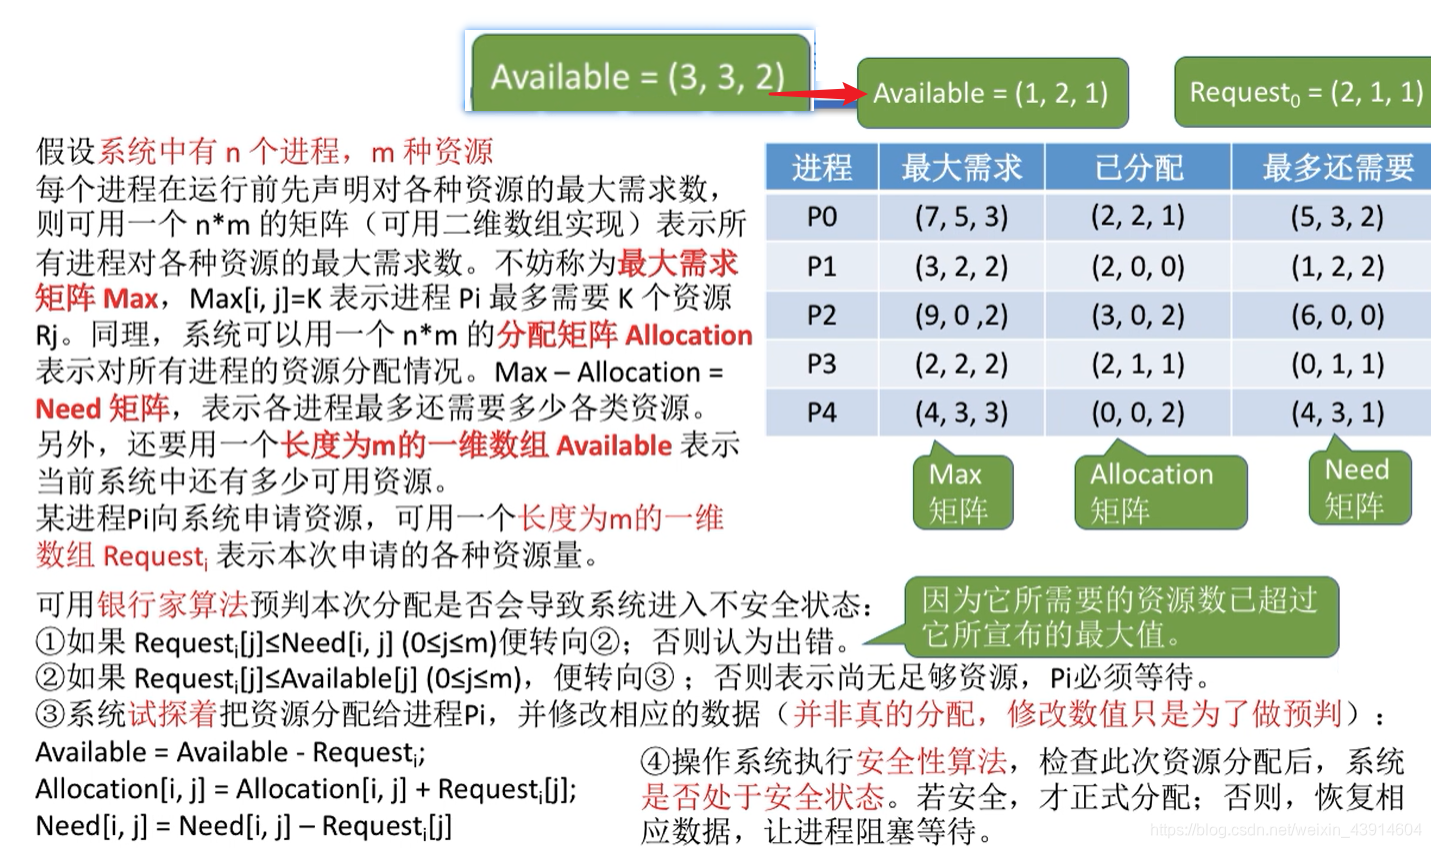 Available = (3, 3, 2)
Available = (1, 2, 1)
Request₀ = (2, 1, 1)
假设系统中有 n 个进程，m 种资源
每个进程在运行前先声明对各种资源的最大需求数，
则可用一个 n*m 的矩阵（可用二维数组实现）表示所
有进程对各种资源的最大需求数。不妨称为最大需求
矩阵 Max，Max[i, j]=K 表示进程 Pi 最多需要 K 个资源
Rj。同理，系统可以用一个 n*m 的分配矩阵 Allocation
表示对所有进程的资源分配情况。Max – Allocation =
Need 矩阵，表示各进程最多还需要多少各类资源。
另外，还要用一个长度为m的一维数组 Available 表示
当前系统中还有多少可用资源。
某进程Pi向系统申请资源，可用一个长度为m的一维
数组 Requestᵢ 表示本次申请的各种资源量。
进程 最大需求 已分配 最多还需要
P0 (7, 5, 3) (2, 2, 1) (5, 3, 2)
P1 (3, 2, 2) (2, 0, 0) (1, 2, 2)
P2 (9, 0 ,2) (3, 0, 2) (6, 0, 0)
P3 (2, 2, 2) (2, 1, 1) (0, 1, 1)
P4 (4, 3, 3) (0, 0, 2) (4, 3, 1)
Max
矩阵
Allocation
矩阵
Need
矩阵
可用银行家算法预判本次分配是否会导致系统进入不安全状态：
①如果 Requestᵢ[j]≤Need[i, j] (0≤j≤m)便转向②；否则认为出错。
因为它所需要的资源数已超过
它所宣布的最大值。
②如果 Requestᵢ[j]≤Available[j] (0≤j≤m)，便转向③；否则表示尚无足够资源，Pi必须等待。
③系统试探着把资源分配给进程Pi，并修改相应的数据（并非真的分配，修改数值只是为了做预判）：
Available = Available - Requestᵢ;
Allocation[i, j] = Allocation[i, j] + Requestᵢ[j];
Need[i, j] = Need[i, j] – Requestᵢ[j]
④操作系统执行安全性算法，检查此次资源分配后，系统
是否处于安全状态。若安全，才正式分配；否则，恢复相
应数据，让进程阻塞等待。
https://blog.csdn.net/weixin_43914604